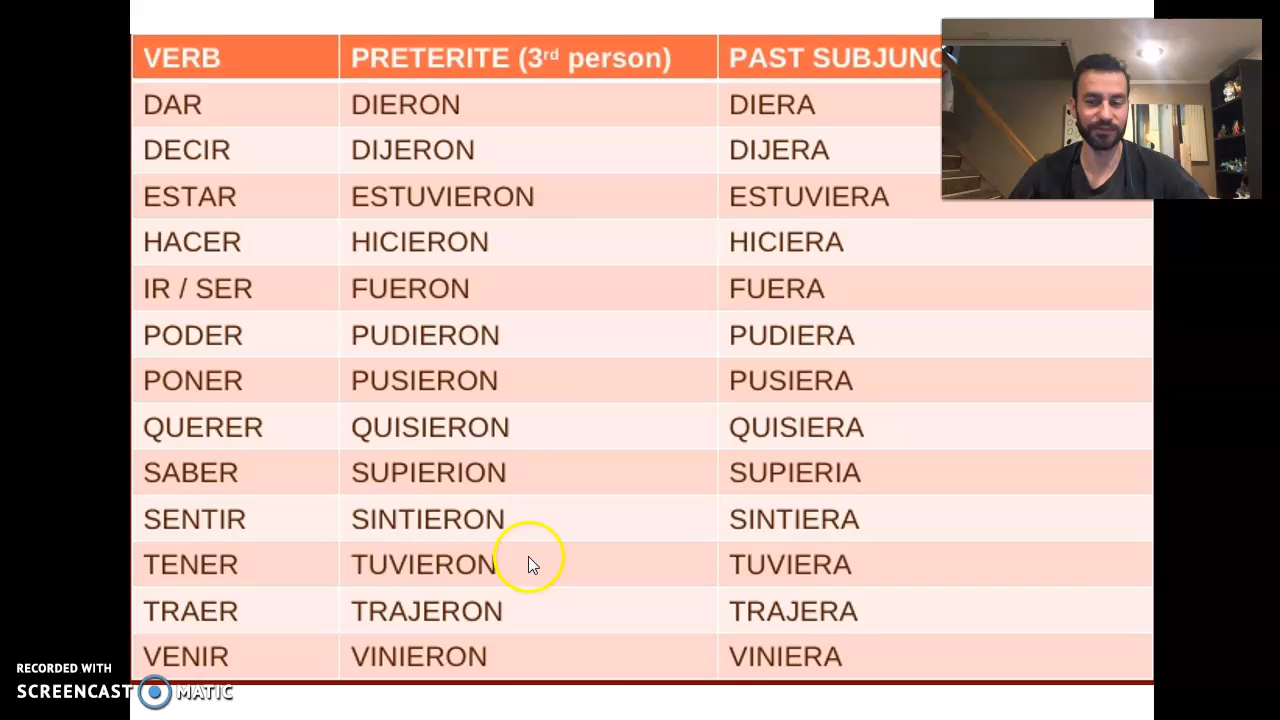 VERB PRETERITE (3rd person) PAST
DAR DIERON DIERA
DECIR DIJERON DIJERA
ESTAR ESTUVIERON ESTUVIERA
HACER HICIERON HICIERA
IR / SER FUERON FUERA
PODER PUDIERON PUDIERA
PONER PUSIERON PUSIERA
QUERER QUISIERON QUISIERA
SABER SUPIERION SUPIERIA
SENTIR SINTIERON SINTIERA
TENER TUVIERON TUVIERA
TRAER TRAJERON TRAJERA
VENIR VINIERON VINIERA
RECORDED WITH
SCREENCAST MATIC